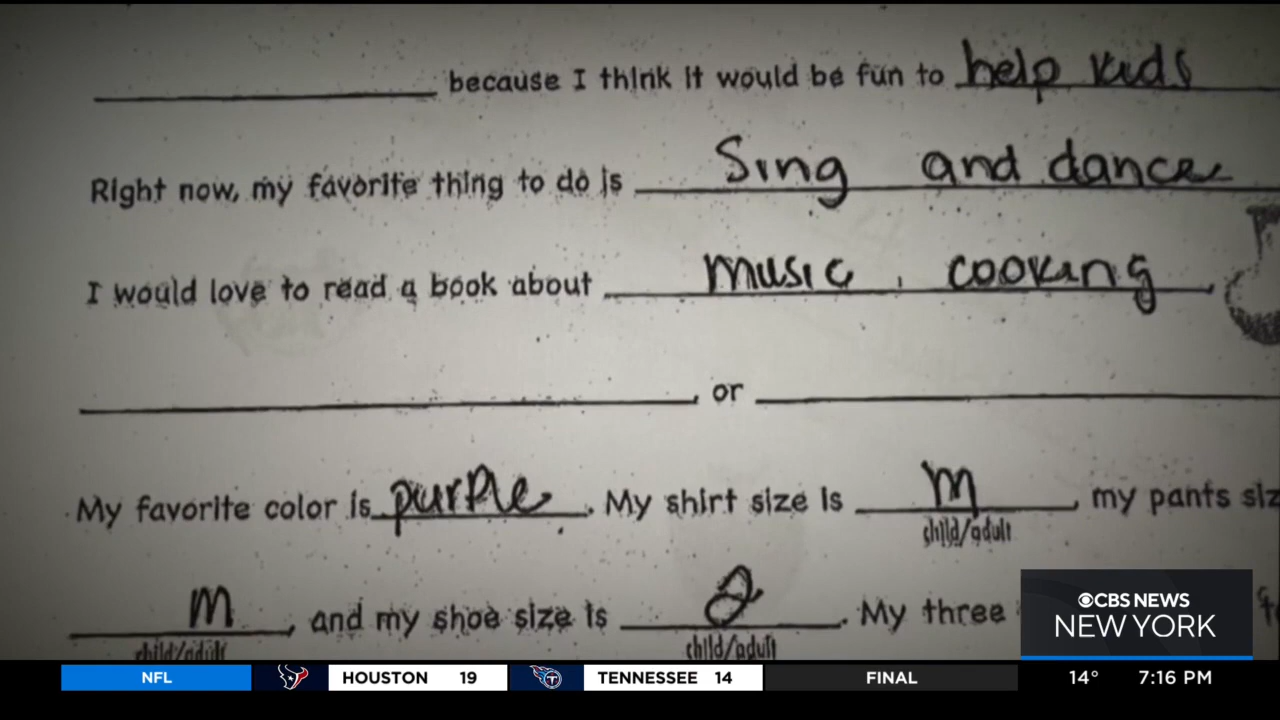 because I think it would be fun to help kids
Right now, my favorite thing to do is Sing and dance
I would love to read a book about music, cooking,
, or
My favorite color is purple. My shirt size is m, my pants siz
child/adult
m, and my shoe size is 2. My three
child/adult child/adult
CBS NEWS
NEW YORK
NFL HOUSTON 19 TENNESSEE 14 FINAL 14° 7:16 PM